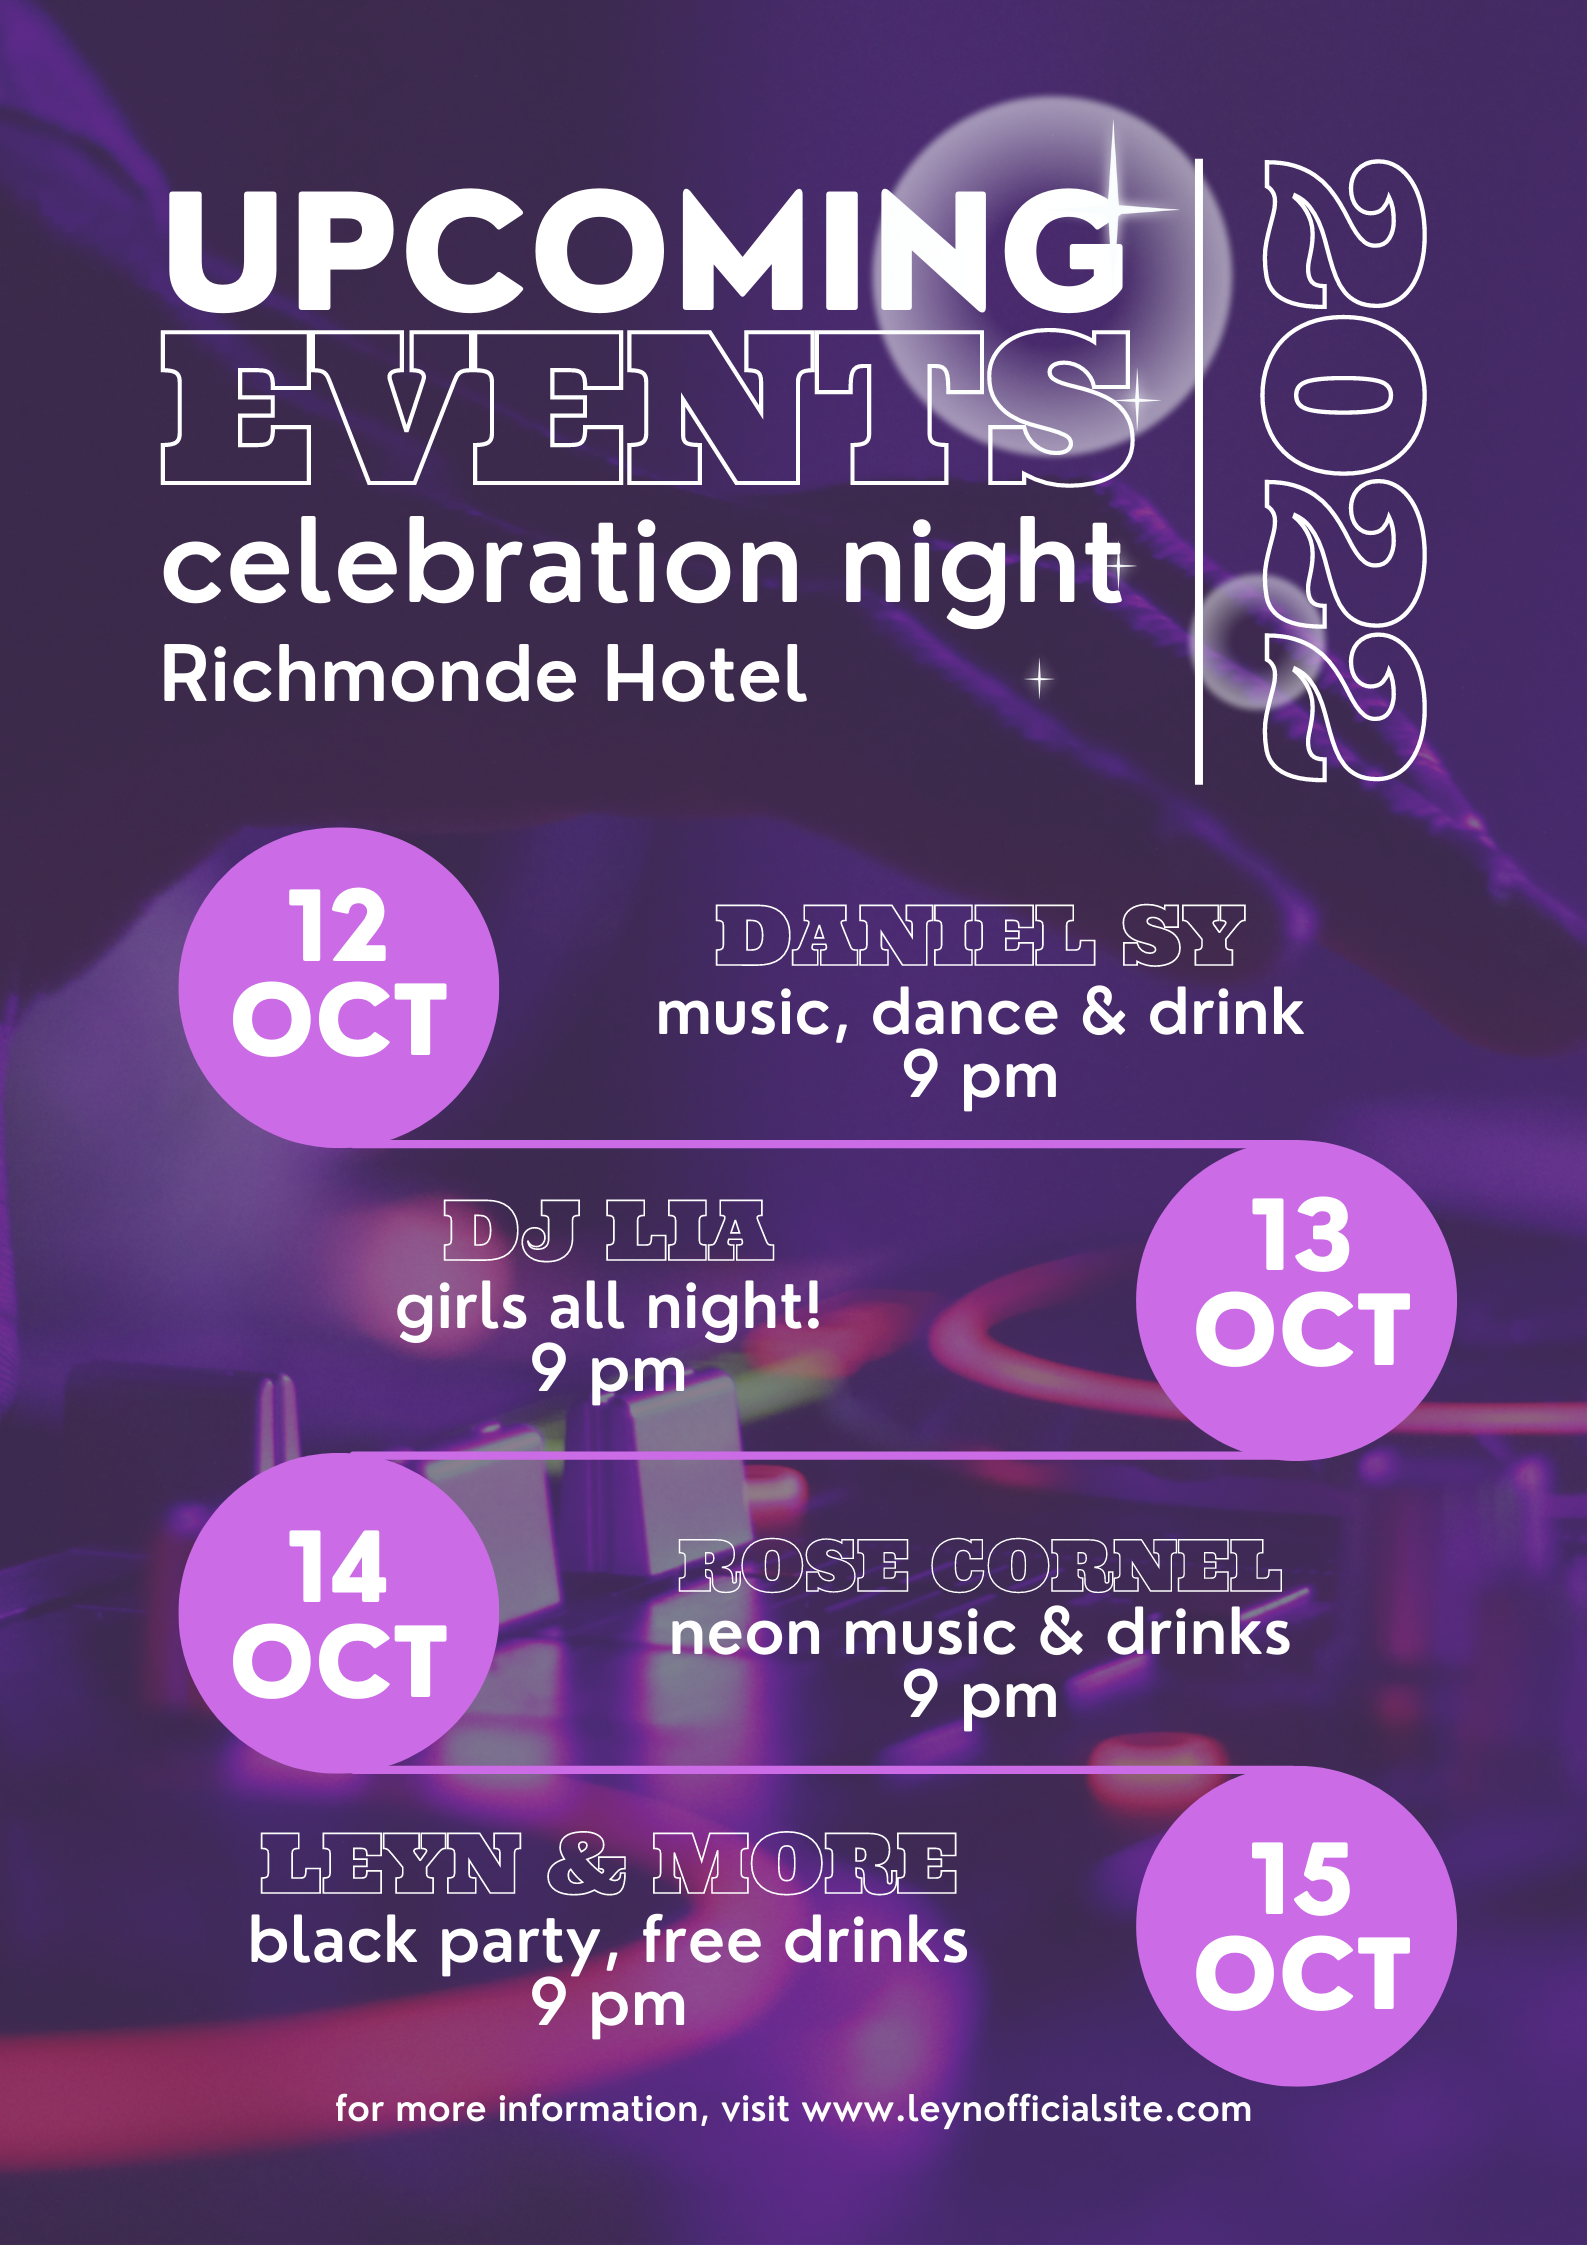 UPCOMING
EVENTS
celebration night
Richmonde Hotel
2022
12
OCT
DANIEL SY
music, dance & drink
9 pm
DJ LIA
girls all night!
9 pm
13
OCT
14
OCT
ROSE CORNEL
neon music & drinks
9 pm
LEYN & MORE
black party, free drinks
9 pm
15
OCT
for more information, visit www.leynofficialsite.com